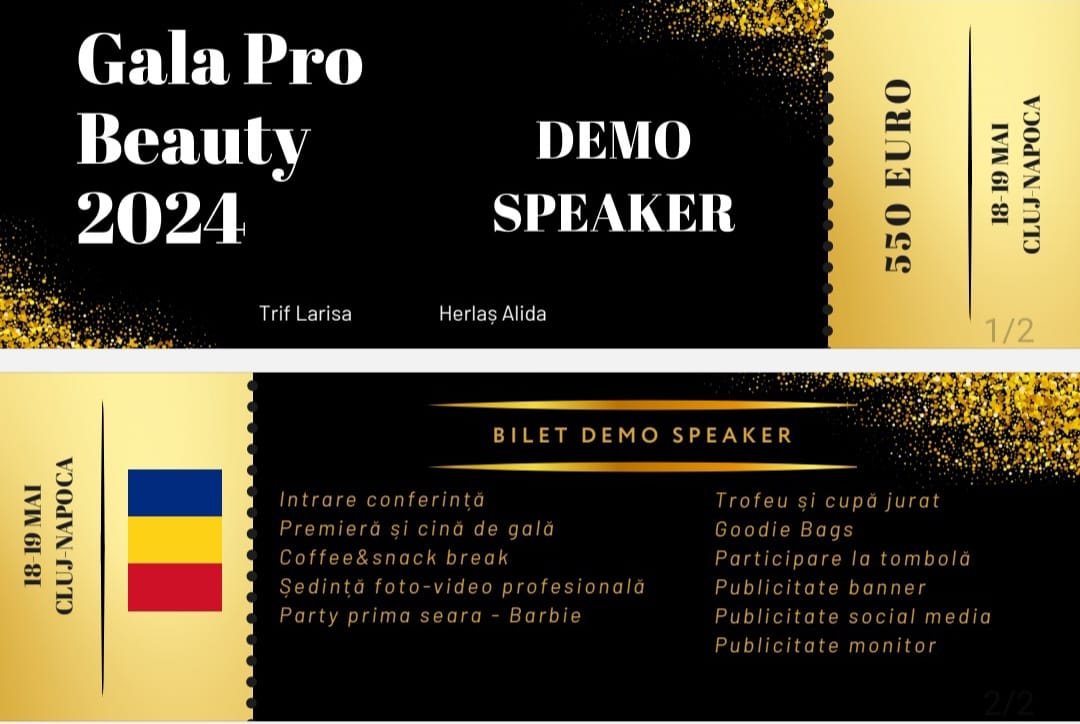 Gala Pro
Beauty
2024
DEMO
SPEAKER
Trif Larisa
Herlaș Alida
550 EURO
18-19 MAI
CLUJ-NAPOCA
1/2
18-19 MAI
CLUJ-NAPOCA
BILET DEMO SPEAKER
Intrare conferință
Premieră și cină de gală
Coffee&snack break
Ședință foto-video profesională
Party prima seara - Barbie
Trofeu și cupă jurat
Goodie Bags
Participare la tombolă
Publicitate banner
Publicitate social media
Publicitate monitor
2/2